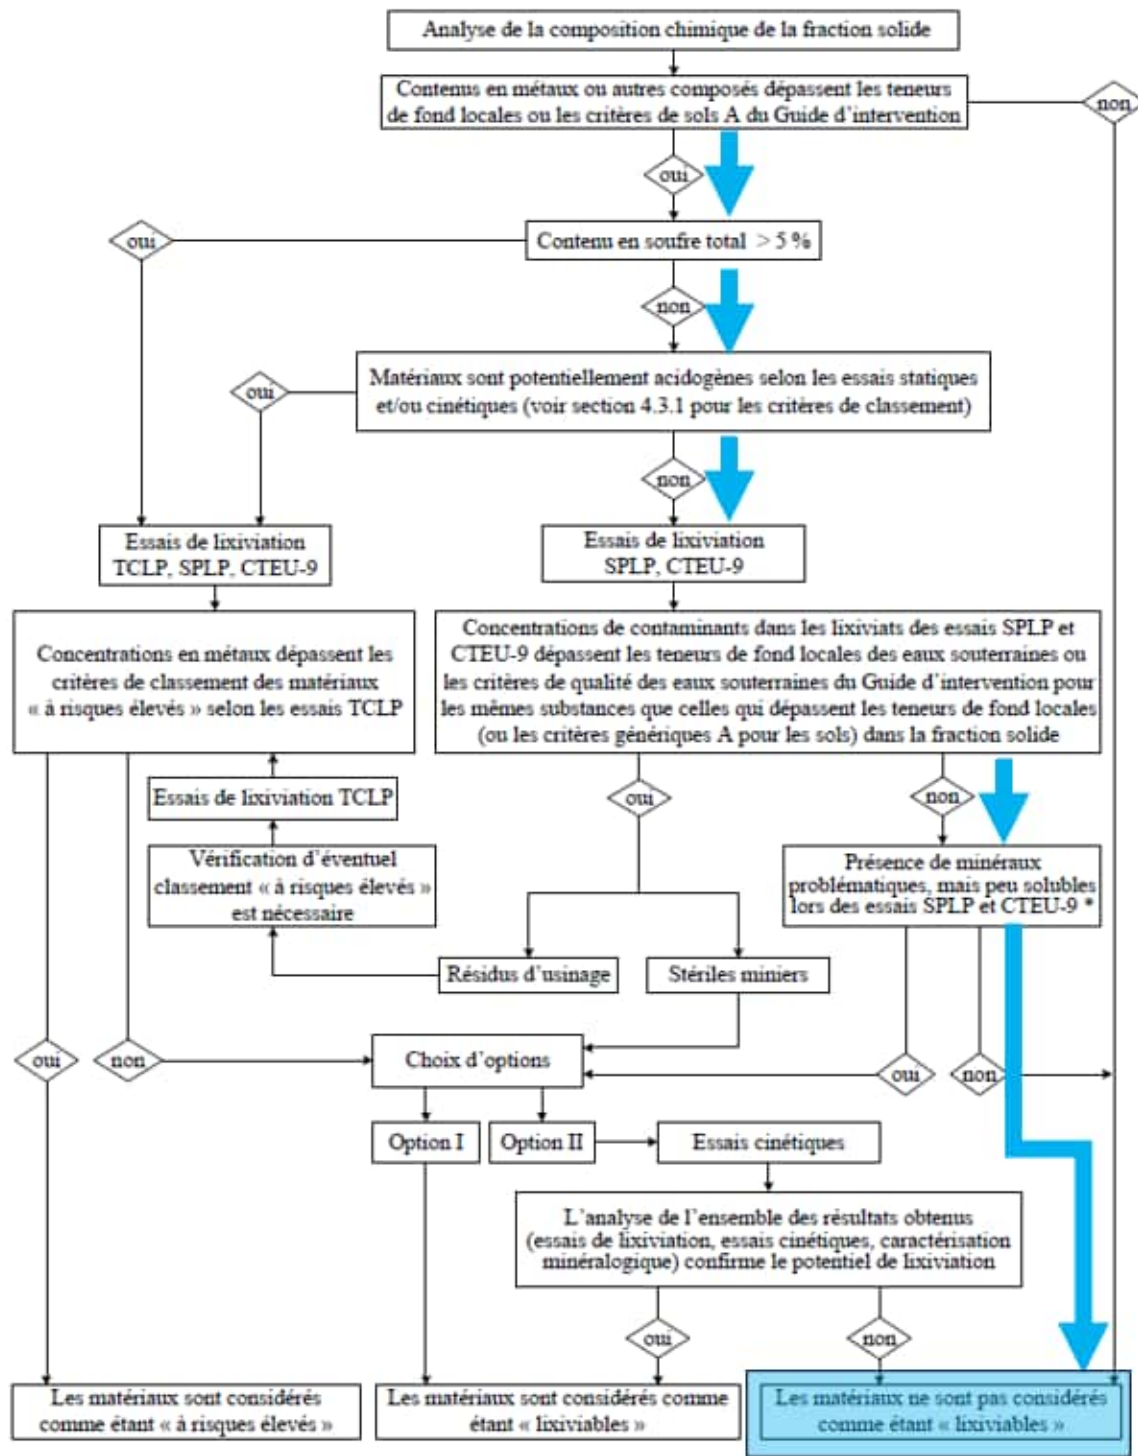 Analyse de la composition chimique de la fraction solide
Contenus en métaux ou autres composés dépassent les teneurs
de fond locales ou les critères de sols A du Guide d'intervention
non
oui
oui
Contenu en soufre total > 5 %
non
oui
Matériaux sont potentiellement acidogènes selon les essais statiques
et/ou cinétiques (voir section 4.3.1 pour les critères de classement)
non
Essais de lixiviation
TCLP, SPLP, CTEU-9
Essais de lixiviation
SPLP, CTEU-9
Concentrations en métaux dépassent les
critères de classement des matériaux
« à risques élevés » selon les essais TCLP
Concentrations de contaminants dans les lixiviats des essais SPLP et
CTEU-9 dépassent les teneurs de fond locales des eaux souterraines ou
les critères de qualité des eaux souterraines du Guide d'intervention pour
les mêmes substances que celles qui dépassent les teneurs de fond locales
(ou les critères génériques A pour les sols) dans la fraction solide
Essais de lixiviation TCLP
oui
non
Vérification d'éventuel
classement « à risques élevés »
est nécessaire
Présence de minéraux
problématiques, mais peu solubles
lors des essais SPLP et CTEU-9 *
Résidus d'usinage
Stériles miniers
oui
non
Choix d'options
oui
non
Option I
Option II
Essais cinétiques
L'analyse de l'ensemble des résultats obtenus
(essais de lixiviation, essais cinétiques, caractérisation
minéralogique) confirme le potentiel de lixiviation
oui
non
Les matériaux sont considérés
comme étant « à risques élevés »
Les matériaux sont considérés comme
étant « lixiviables »
Les matériaux ne sont pas considérés
comme étant « lixiviables »